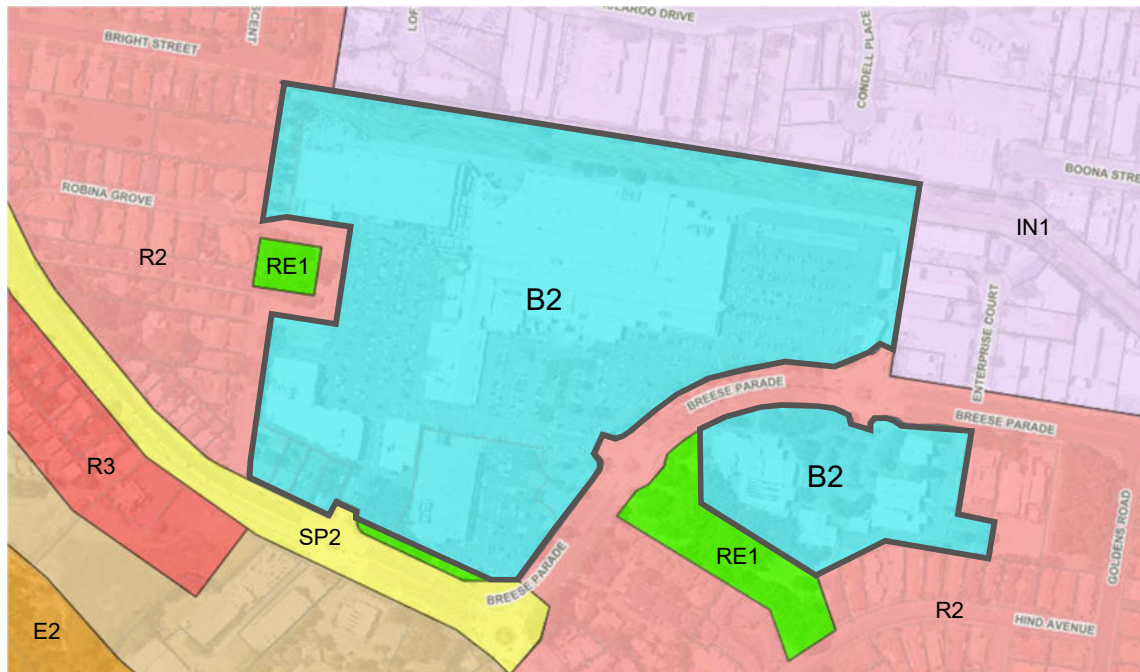 BRIGHT STREET
CONDELL PLACE
BOONA STRE
ROBINA GROVE
IN1
R2
RE1
B2
ENTERPRISE COURT
BREESE PARADE
BREESE PARADE
R3
B2
GOLDENS ROAD
SP2
RE1
BREESE PARADE
R2
HIND AVENUE
E2